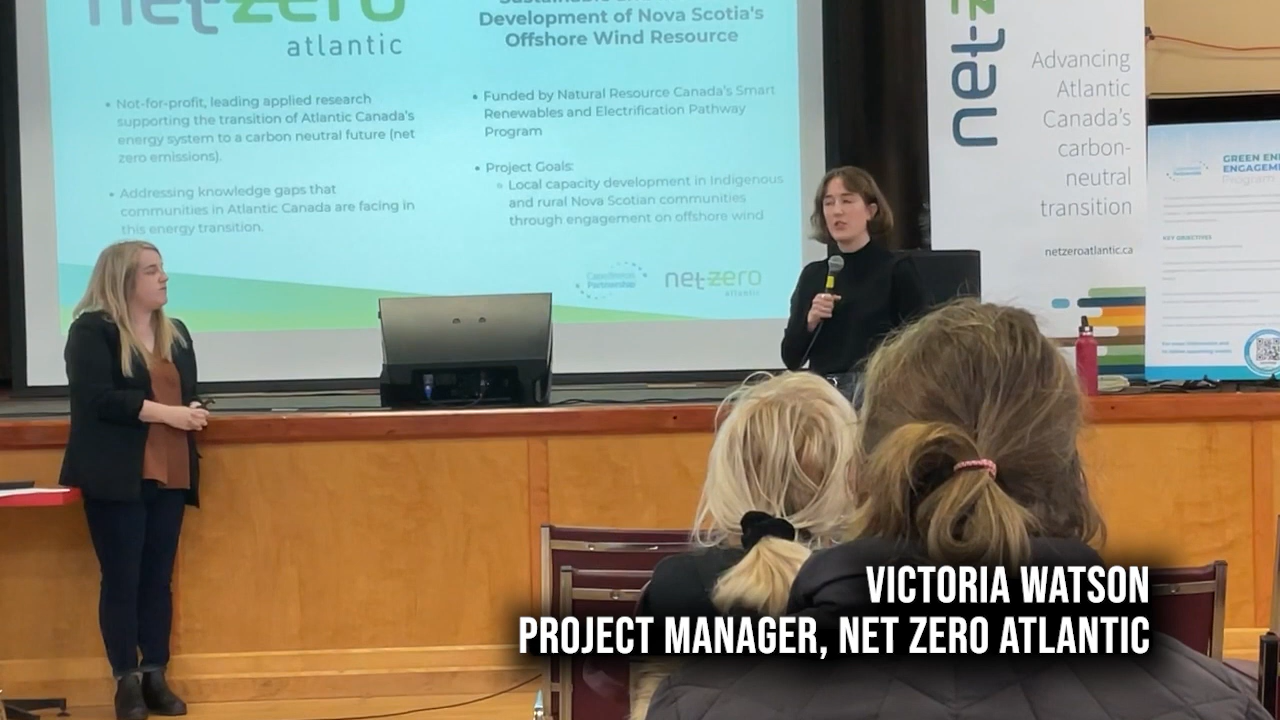 net-zero
atlantic
Development of Nova Scotia's
Offshore Wind Resource
• Not-for-profit, leading applied research
supporting the transition of Atlantic Canada's
energy system to a carbon neutral future (net
zero emissions).
• Addressing knowledge gaps that
communities in Atlantic Canada are facing in
this energy transition.
• Funded by Natural Resource Canada's Smart
Renewables and Electrification Pathway
Program
• Project Goals:
Local capacity development in Indigenous
and rural Nova Scotian communities
through engagement on offshore wind
Partnership
net-zero
atlantic
net-z
Advancing
Atlantic
Canada's
carbon-
neutral
transition
netzeroatlantic.ca
GREEN EN
ENGAGEM
Program
KEY OBJECTIVES
VICTORIA WATSON
PROJECT MANAGER, NET ZERO ATLANTIC